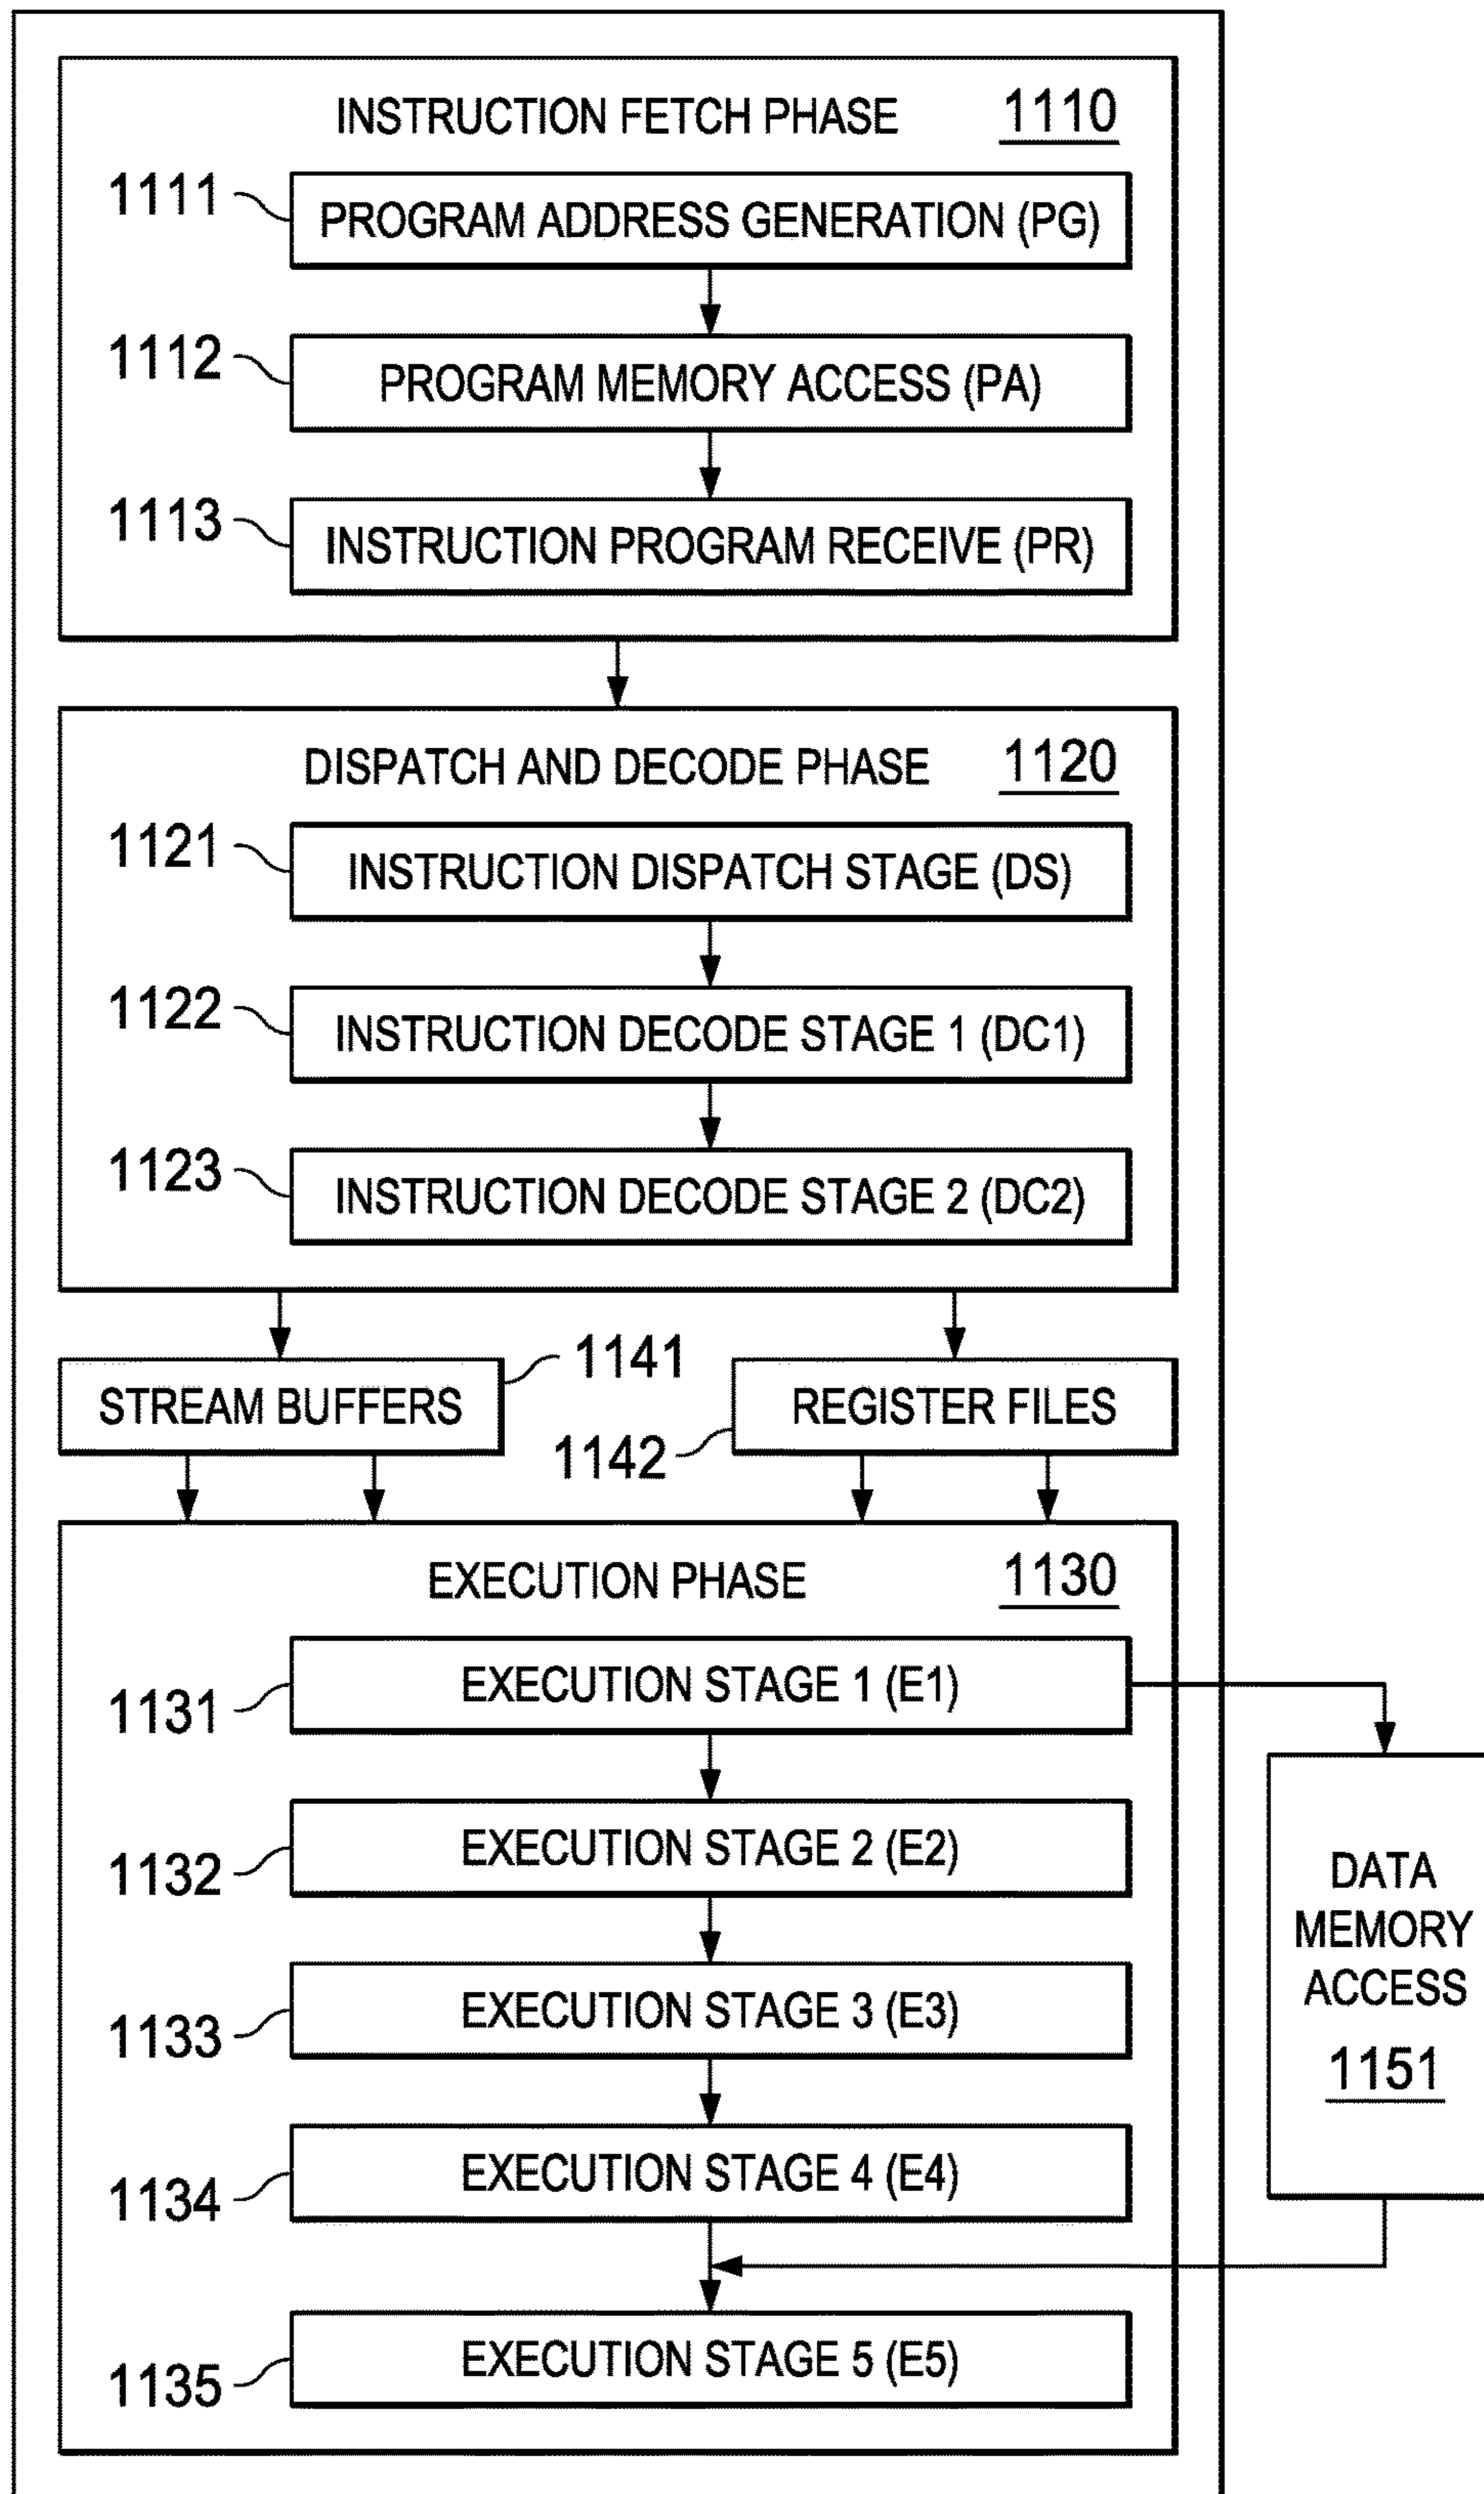 INSTRUCTION FETCH PHASE 1110
1111 PROGRAM ADDRESS GENERATION (PG)
1112 PROGRAM MEMORY ACCESS (PA)
1113 INSTRUCTION PROGRAM RECEIVE (PR)
DISPATCH AND DECODE PHASE 1120
1121 INSTRUCTION DISPATCH STAGE (DS)
1122 INSTRUCTION DECODE STAGE 1 (DC1)
1123 INSTRUCTION DECODE STAGE 2 (DC2)
STREAM BUFFERS 1141
1142 REGISTER FILES
EXECUTION PHASE 1130
1131 EXECUTION STAGE 1 (E1)
1132 EXECUTION STAGE 2 (E2)
1133 EXECUTION STAGE 3 (E3)
1134 EXECUTION STAGE 4 (E4)
1135 EXECUTION STAGE 5 (E5)
DATA
MEMORY
ACCESS
1151